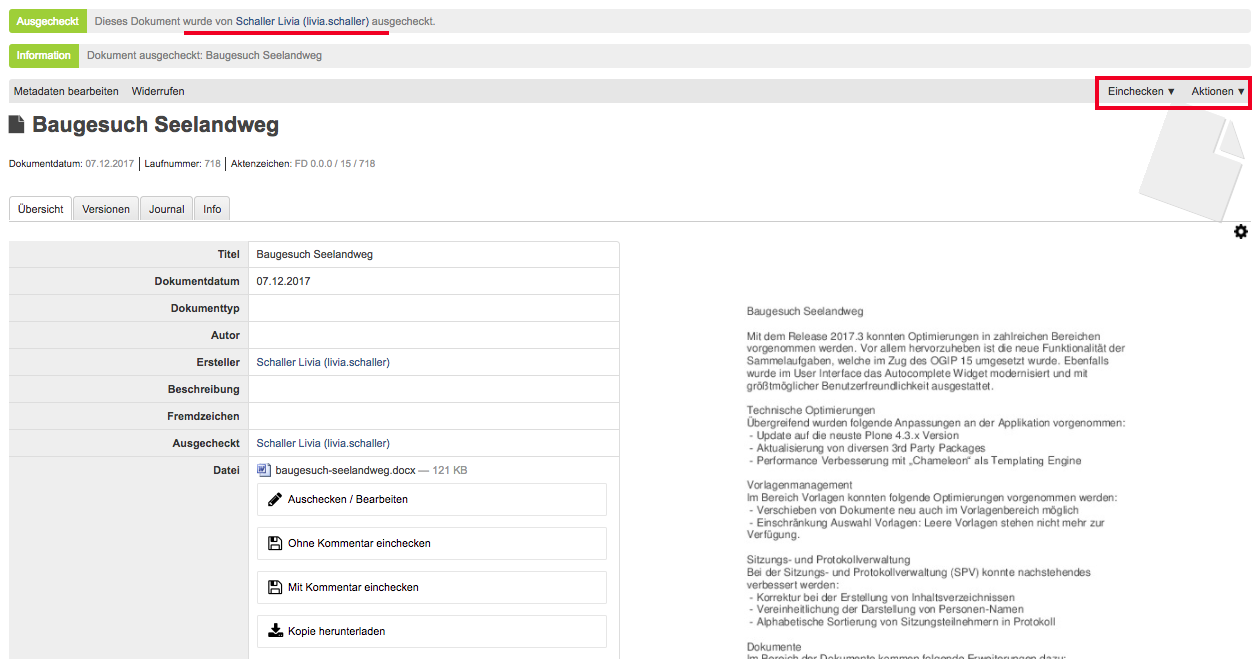 Ausgecheckt Dieses Dokument wurde von Schaller Livia (livia.schaller) ausgecheckt.
Information Dokument ausgecheckt: Baugesuch Seelandweg
Metadaten bearbeiten Widerrufen Einchecken ▼ Aktionen ▼
Baugesuch Seelandweg
Dokumentdatum: 07.12.2017 | Laufnummer: 718 | Aktenzeichen: FD 0.0.0 / 15 / 718
Übersicht Versionen Journal Info
Titel Baugesuch Seelandweg
Dokumentdatum 07.12.2017
Dokumenttyp
Autor
Ersteller Schaller Livia (livia.schaller)
Beschreibung
Fremdzeichen
Ausgecheckt Schaller Livia (livia.schaller)
Datei baugesuch-seelandweg.docx — 121 KB
Auschecken / Bearbeiten
Ohne Kommentar einchecken
Mit Kommentar einchecken
Kopie herunterladen
Baugesuch Seelandweg
Mit dem Release 2017.3 konnten Optimierungen in zahlreichen Bereichen
vorgenommen werden. Vor allem hervorzuheben ist die neue Funktionalität der
Sammelaufgaben, welche im Zug des OGIP 15 umgesetzt wurde. Ebenfalls
wurde im User Interface das Autocomplete Widget modernisiert und mit
größtmöglicher Benutzerfreundlichkeit ausgestattet.
Technische Optimierungen
Übergreifend wurden folgende Anpassungen an der Applikation vorgenommen:
- Update auf die neuste Plone 4.3.x Version
- Aktualisierung von diversen 3rd Party Packages
- Performance Verbesserung mit „Chameleon“ als Templating Engine
Vorlagenmanagement
Im Bereich Vorlagen konnten folgende Optimierungen vorgenommen werden:
- Verschieben von Dokumente neu auch im Vorlagenbereich möglich
- Einschränkung Auswahl Vorlagen: Leere Vorlagen stehen nicht mehr zur
Verfügung.
Sitzungs- und Protokollverwaltung
Bei der Sitzungs- und Protokollverwaltung (SPV) konnte nachstehendes
verbessert werden:
- Korrektur bei der Erstellung von Inhaltsverzeichnissen
- Vereinheitlichung der Darstellung von Personen-Namen
- Alphabetische Sortierung von Sitzungsteilnehmern in Protokoll
Dokumente
Im Bereich der Dokumente kommen folgende Erweiterungen dazu: